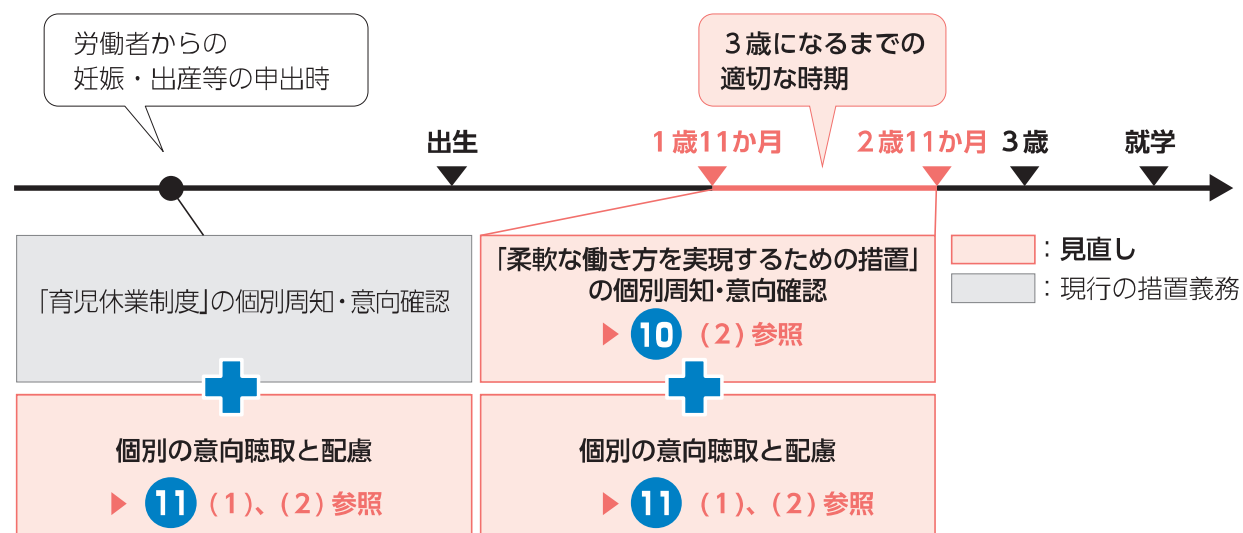 労働者からの
妊娠・出産等の申出時
3歳になるまでの
適切な時期
出生
1歳11か月
2歳11か月
3歳
就学
「育児休業制度」の個別周知・意向確認
「柔軟な働き方を実現するための措置」
の個別周知・意向確認
▶ 10 (2)参照
:見直し
:現行の措置義務
個別の意向聴取と配慮
▶ 11 (1)、(2)参照
個別の意向聴取と配慮
▶ 11 (1)、(2)参照